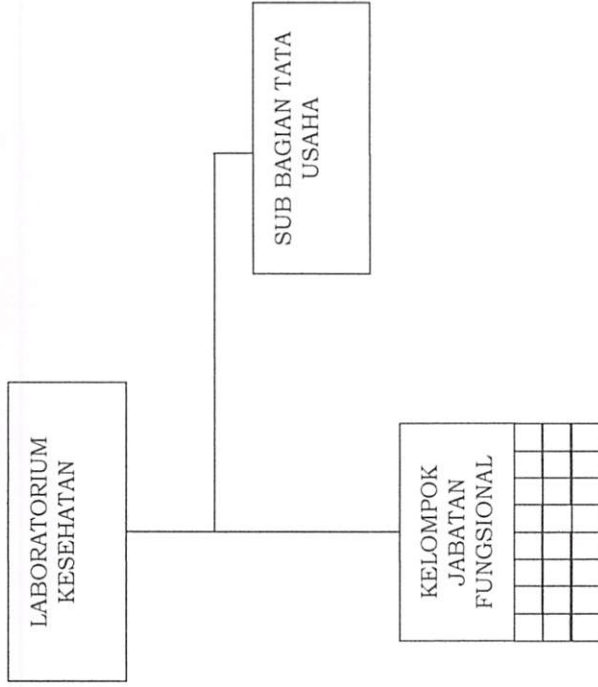 LABORATORIUM
KESEHATAN
SUB BAGIAN TATA
USAHA
KELOMPOK
JABATAN
FUNGSIONAL